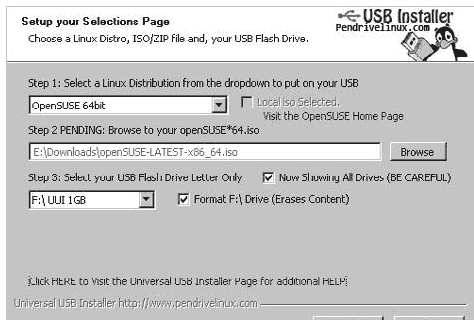 Setup your Selections Page
Choose a Linux Distro, ISO/ZIP file and, your USB Flash Drive.
USB Installer
Pendrivelinux.com
Step 1: Select a Linux Distribution from the dropdown to put on your USB
OpenSUSE 64bit
Local iso Selected.
Visit the OpenSUSE Home Page
Step 2 PENDING: Browse to your openSUSE*64.iso
E:\Downloads\openSUSE-LATEST-x86_64.iso
Browse
Step 3: Select your USB Flash Drive Letter Only
Now Showing All Drives (BE CAREFUL)
F:\ UUI 1GB
Format F:\ Drive (Erases Content)
Click HERE to Visit the Universal USB Installer Page for additional HELP
Universal USB Installer http://www.pendrivelinux.com